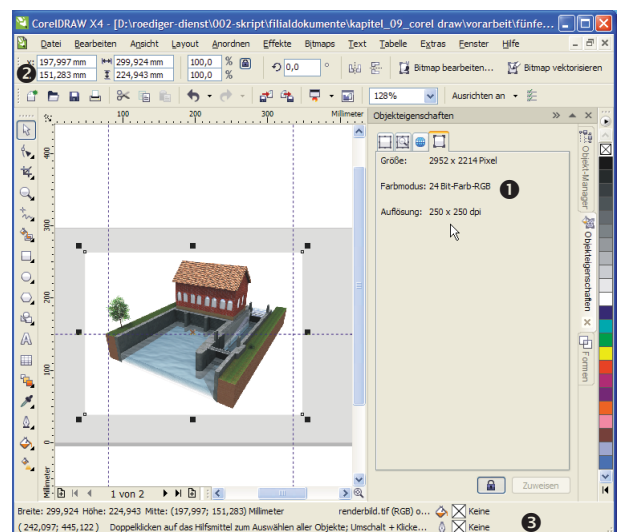 CorelDRAW X4 - [D:\roediger-dienst\002-skript\filialdokumente\kapitel_09_corel draw\vorarbeit\fünfe...
Datei Bearbeiten Ansicht Layout Anordnen Effekte Bitmaps Text Tabelle Extras Fenster Hilfe
x: 197,997 mm 299,924 mm 100,0 % 0,0 ° Bitmap bearbeiten... Bitmap vektorisieren
2 151,283 mm 224,943 mm 100,0 %
128% Ausrichten an
100 200 300 Millimeter
Objekteigenschaften
Größe: 2952 x 2214 Pixel
Farbmodus: 24 Bit-Farb-RGB 1
Auflösung: 250 x 250 dpi
Objekt-Manager
Objekteigenschaften
Formen
400
300
200
100
0
Millimeter
1 von 2
Zuweisen
Breite: 299,924 Höhe: 224,943 Mitte: (197,997; 151,283) Millimeter renderbild.tif (RGB) o... Keine
( 242,097; 445,122 ) Doppelklicken auf das Hilfsmittel zum Auswählen aller Objekte; Umschalt + Klicke... Keine
3